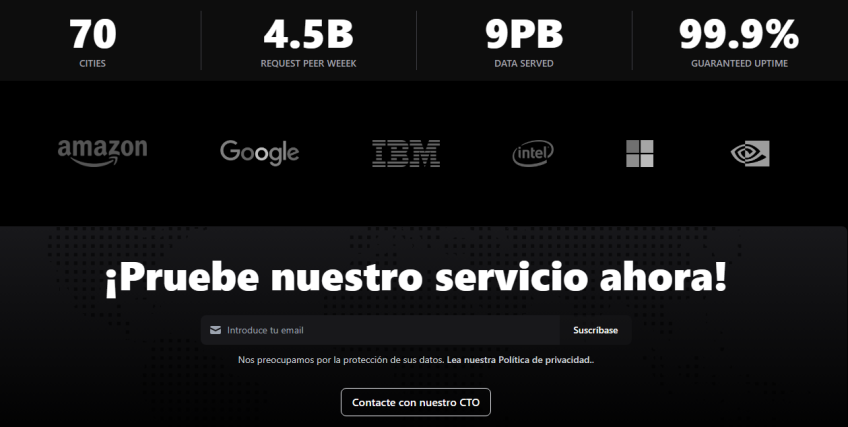 70 4.5B 9PB 99.9%
CITIES REQUEST PEER WEEEK DATA SERVED GUARANTEED UPTIME
amazon Google IBM intel
¡Pruebe nuestro servicio ahora!
Introduce tu email Suscríbase
Nos preocupamos por la protección de sus datos. Lea nuestra Política de privacidad..
Contacte con nuestro CTO